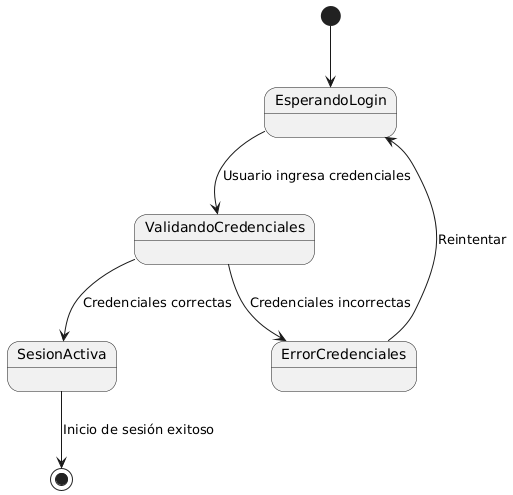 EsperandoLogin
Usuario ingresa credenciales
ValidandoCredenciales
Reintentar
Credenciales correctas
Credenciales incorrectas
SesionActiva
ErrorCredenciales
Inicio de sesión exitoso